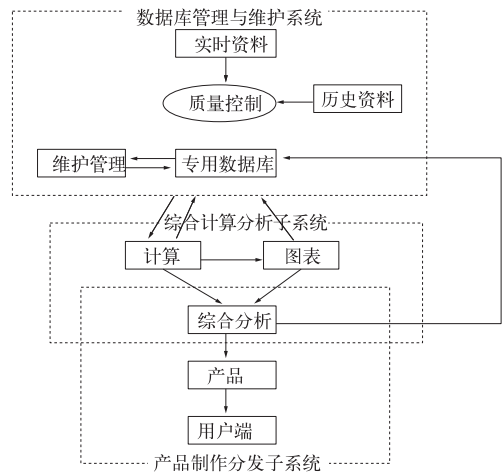 数据库管理与维护系统
实时资料
质量控制
历史资料
维护管理
专用数据库
综合计算分析子系统
计算
图表
综合分析
产品
用户端
产品制作分发子系统